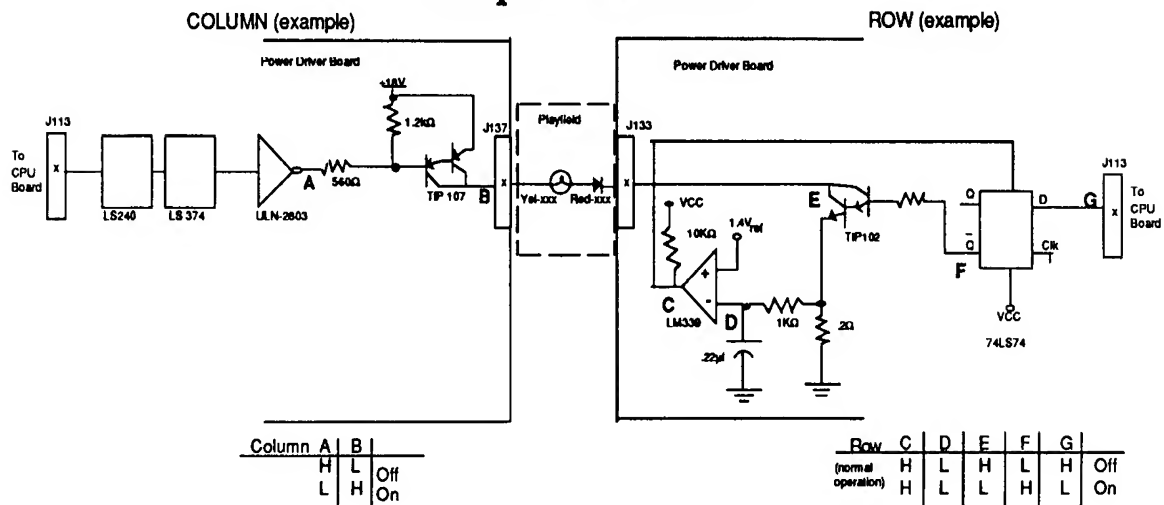 COLUMN (example)
ROW (example)
Power Driver Board
Power Driver Board
+18V
1.2kΩ
J113
J137
Playfield
J133
J113
To
CPU
Board
x
x
x
x
To
CPU
Board
A
560Ω
TIP 107
B
Yel-xxx
Red-xxx
LS240
LS 374
ULN-2803
VCC
10KΩ
1.4Vref
+
-
C
LM339
D
1KΩ
.22µf
.2Ω
E
TIP102
F
Q
Q
D
G
Clk
VCC
74LS74
Column A B
H L Off
L H On
Row C D E F G
(normal operation) H L H L H Off
H L L H L On